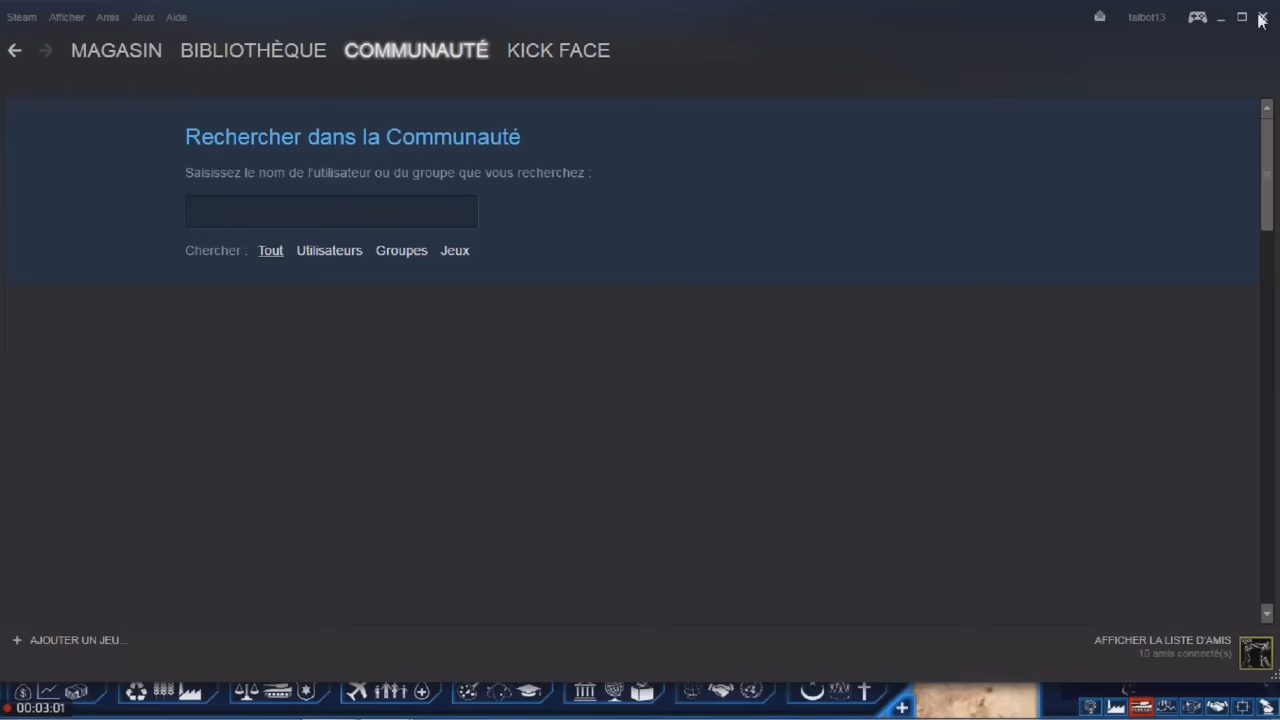 Steam Afficher Amis Jeux Aide
talbot13
MAGASIN BIBLIOTHÈQUE COMMUNAUTÉ KICK FACE
Rechercher dans la Communauté
Saisissez le nom de l'utilisateur ou du groupe que vous recherchez :
Chercher : Tout Utilisateurs Groupes Jeux
+ AJOUTER UN JEU...
AFFICHER LA LISTE D'AMIS
10 amis connecté(s)
00:03:01